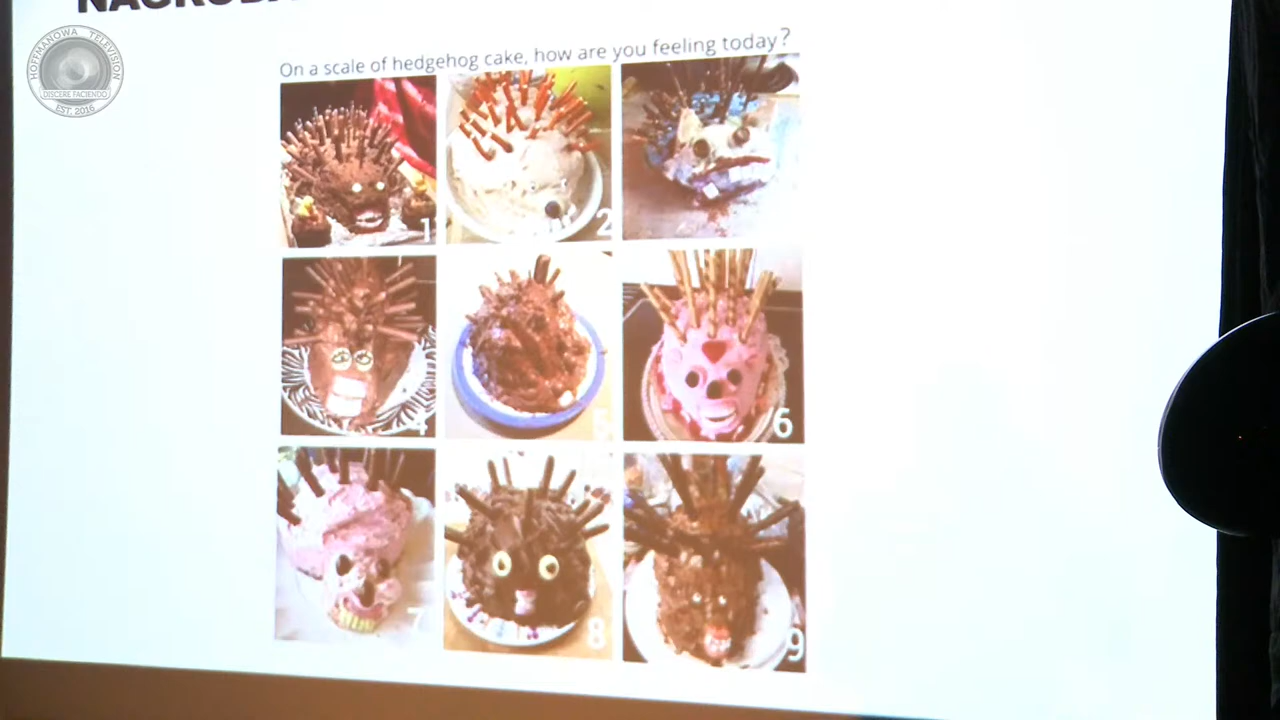 HOFFMANOWA TELEVISION
DISCERE FACIENDO
EST. 2016
On a scale of hedgehog cake, how are you feeling today?
1
2
4
5
6
7
8
9